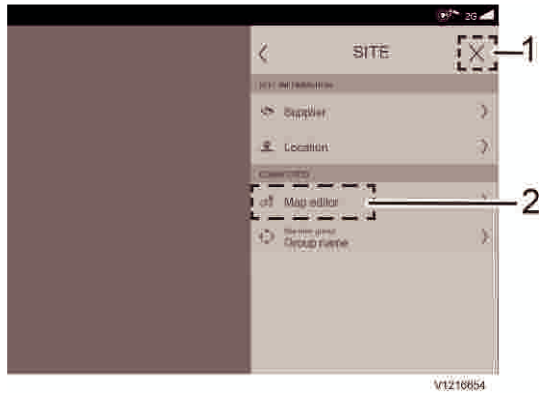 2G
SITE
1
Supplier
Location
Map editor
2
Group name
V1216654